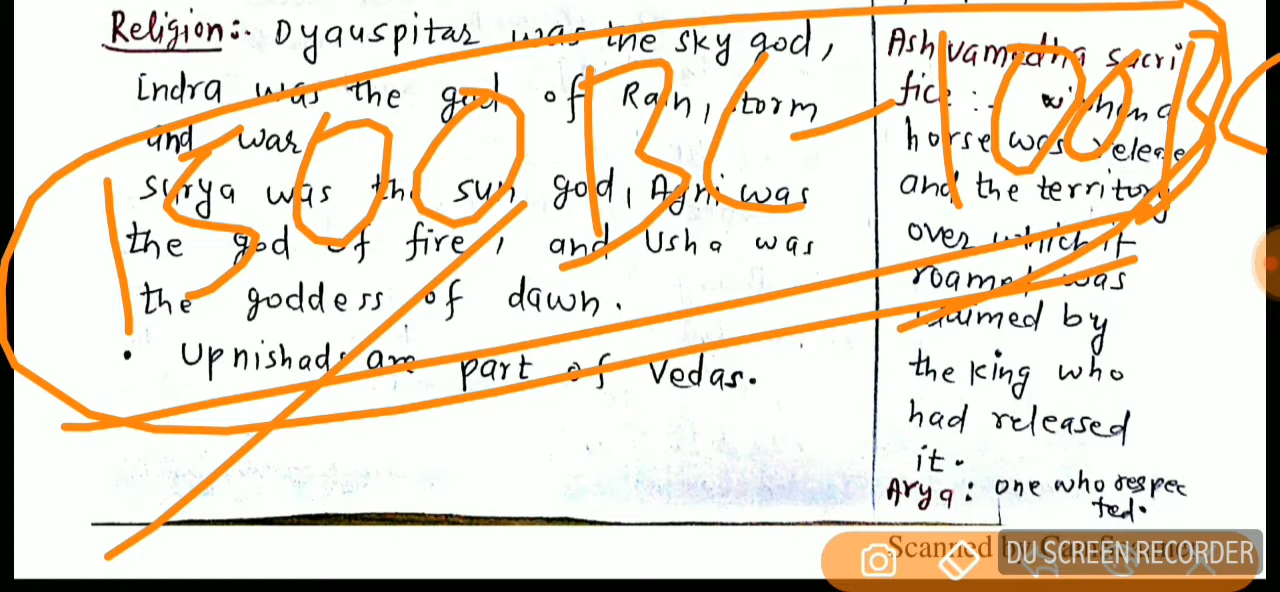 Religion:- Dyauspitar was the sky god,
Indra was the god of Rain, storm
and war
Surya was the sun god, Agni was
the god of fire, and Usha was
the goddess of dawn.
• Upnishads are part of Vedas.
1500BC-100BC
Ashvamedha sacri
fice :-
horse was release
and the territory
over which it
roamed was
claimed by
the king who
had released
it.
Arya: one who respec
ted.
Scanned by
DU SCREEN RECORDER